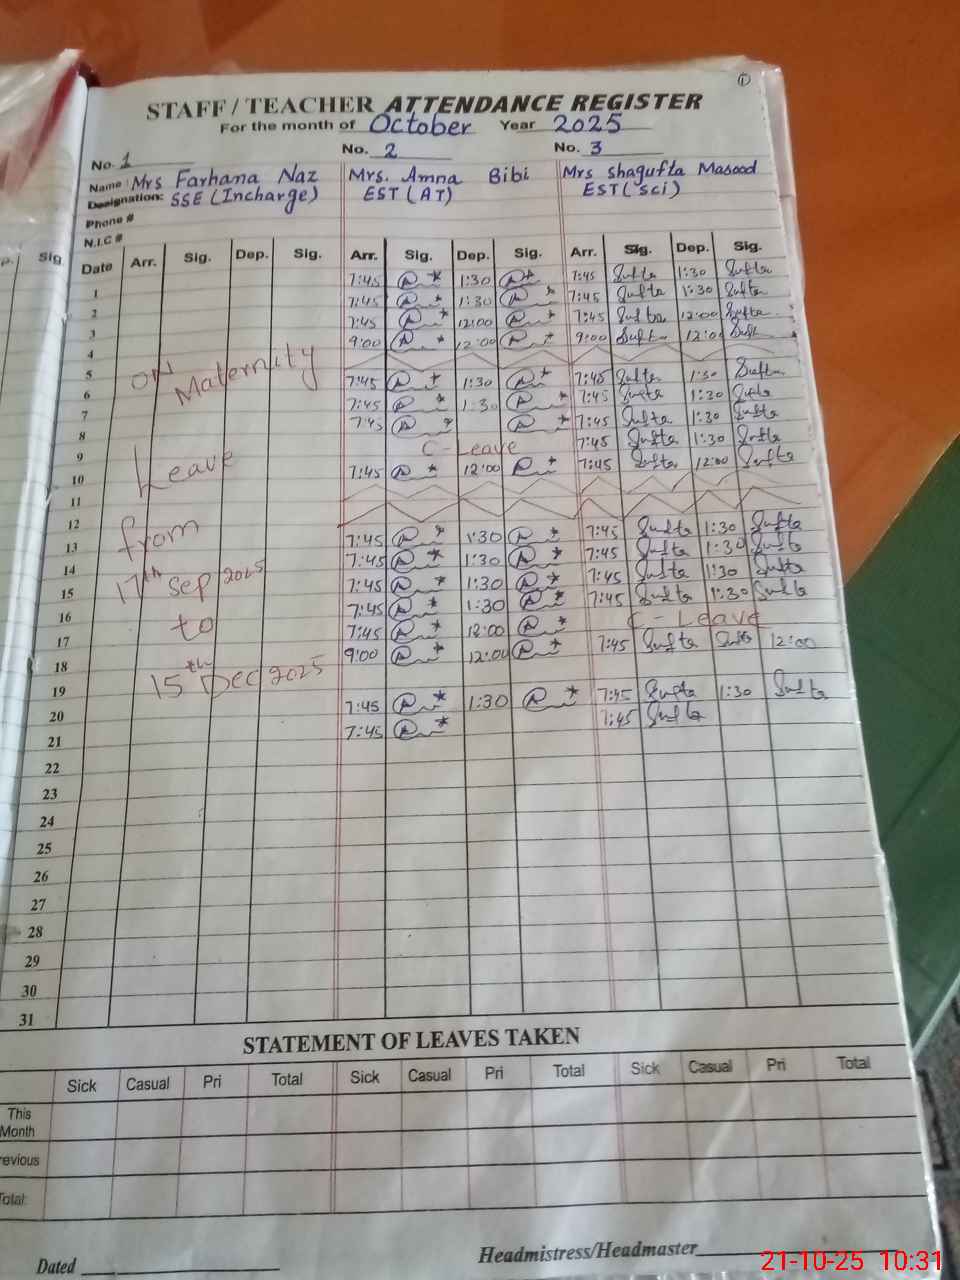 ①
STAFF / TEACHER ATTENDANCE REGISTER
For the month of October Year 2025
No. 1 No. 2 No. 3
Name: Mrs Farhana Naz Mrs. Amna Bibi Mrs Shagufta Masood
Designation: SSE (Incharge) EST (AT) EST (Sci)
Phone #
N.I.C #
Sig
Date Arr. Sig. Dep. Sig. Arr. Sig. Dep. Sig. Arr. Sig. Dep. Sig.
1 7:45 1:30 7:45 1:30
2 7:45 1:30 7:45 1:30
3 7:45 12:00 7:45 12:00
4 9:00 12:00 9:00 12:00
5
6 7:45 1:30 7:45 1:30
7 7:45 1:30 7:45 1:30
8 7:45 7:45 1:30
9 C-Leave 7:45 1:30
10 7:45 12:00 7:45 12:00
11
12
13 7:45 1:30 7:45 1:30
14 7:45 1:30 7:45 1:30
15 7:45 1:30 7:45 1:30
16 7:45 1:30 7:45 1:30
17 7:45 12:00 C-Leave
18 9:00 12:00 7:45 12:00
19
20 7:45 1:30 7:45 1:30
21 7:45 7:45
22
23
24
25
26
27
28
29
30
31
ON Maternity
Leave
from
17th Sep 2025
to
15th Dec 2025
STATEMENT OF LEAVES TAKEN
Sick Casual Pri Total Sick Casual Pri Total Sick Casual Pri Total
This
Month
revious
Total:
Dated Headmistress/Headmaster
21-10-25 10:31